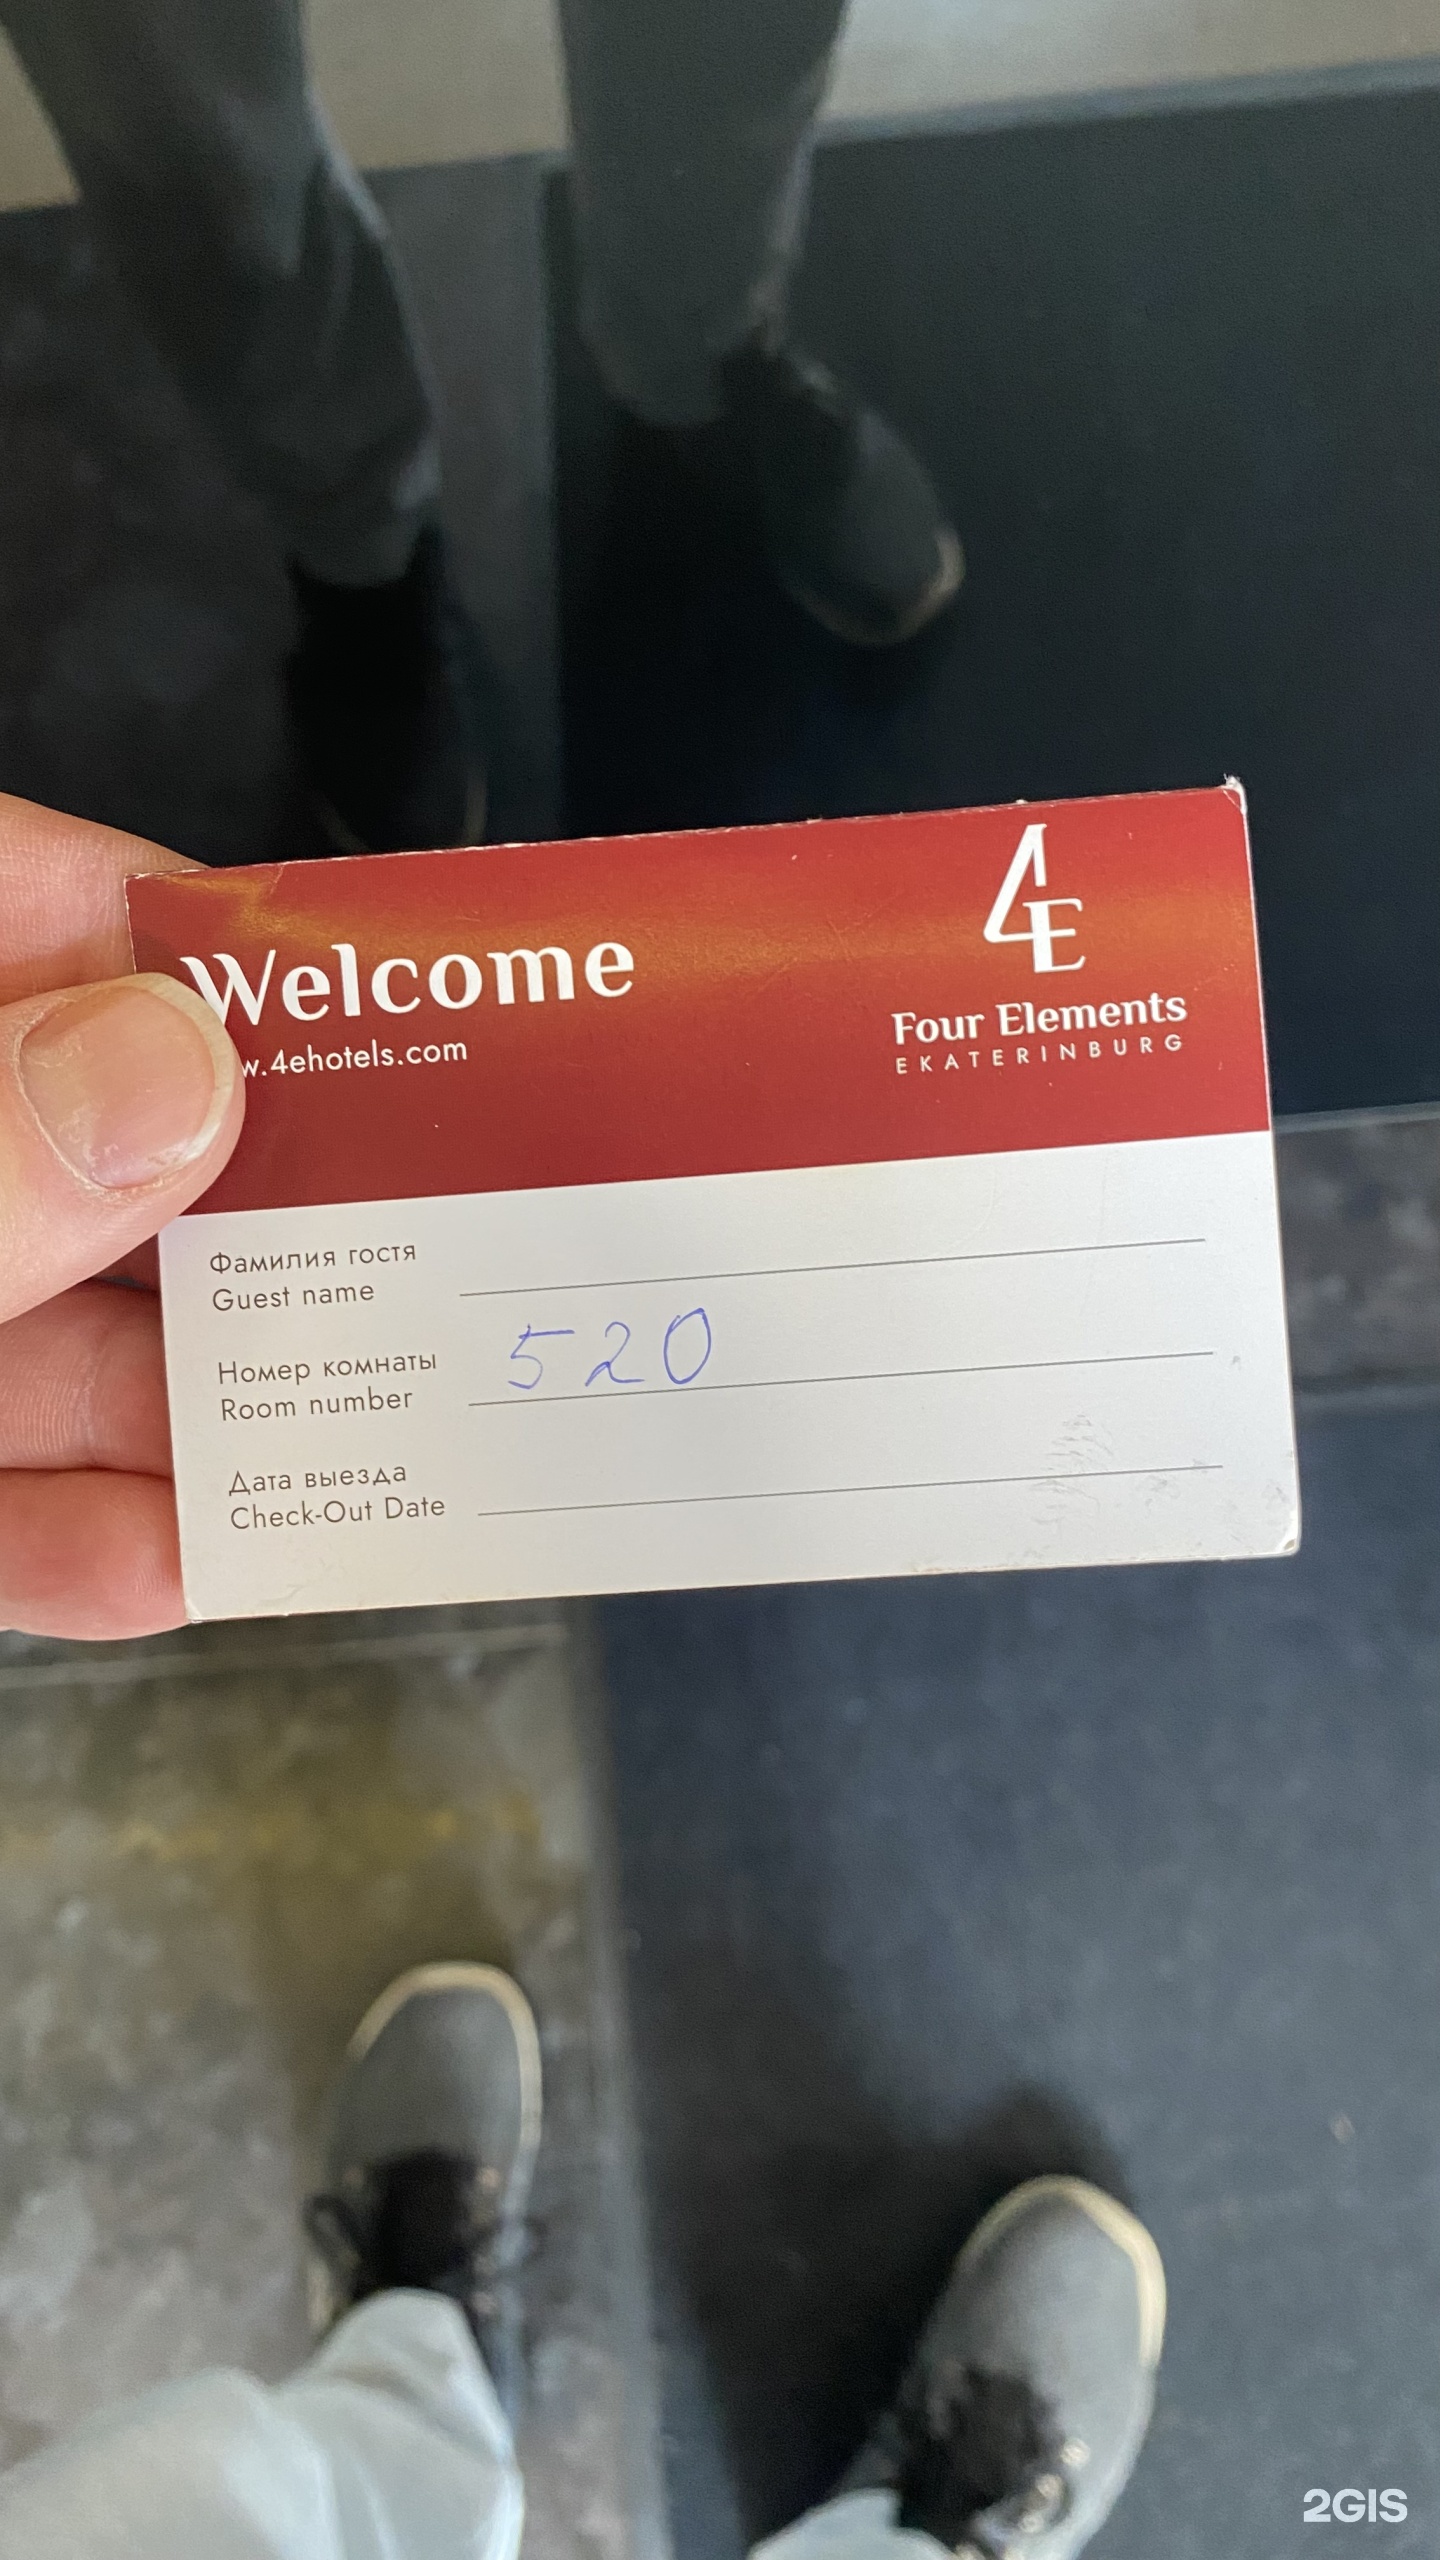 Welcome
w.4ehotels.com
4E
Four Elements
EKATERINBURG
Фамилия гостя
Guest name
Номер комнаты
Room number
520
Дата выезда
Check-Out Date
2GIS